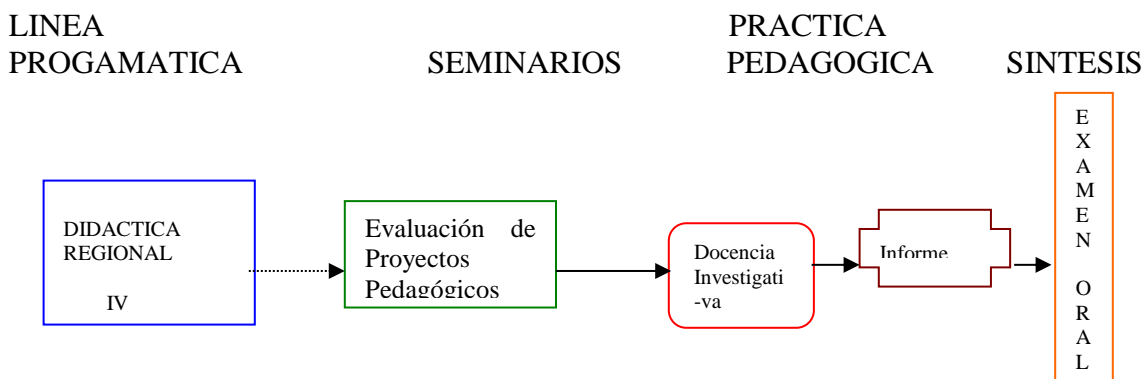 LINEA
PROGAMATICA
SEMINARIOS
PRACTICA
PEDAGOGICA
SINTESIS
DIDACTICA
REGIONAL
IV
Evaluación de
Proyectos
Pedagógicos
Docencia
Investigati
-va
Informe
E
X
A
M
E
N
O
R
A
L